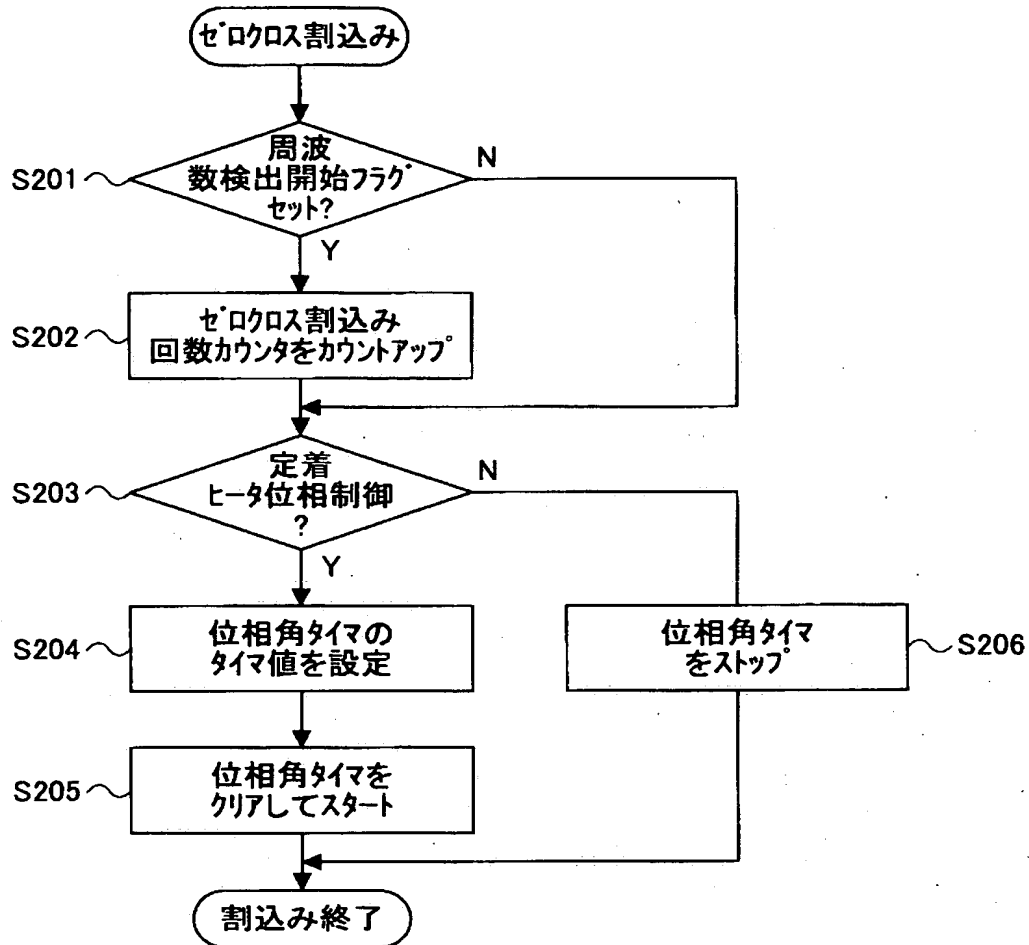 ゼロクロス割込み
周波
数検出開始フラグ
セット?
S201
N
Y
ゼロクロス割込み
回数カウンタをカウントアップ
S202
定着
ヒータ位相制御
?
S203
N
Y
位相角タイマの
タイマ値を設定
S204
位相角タイマ
をストップ
S206
位相角タイマを
クリアしてスタート
S205
割込み終了